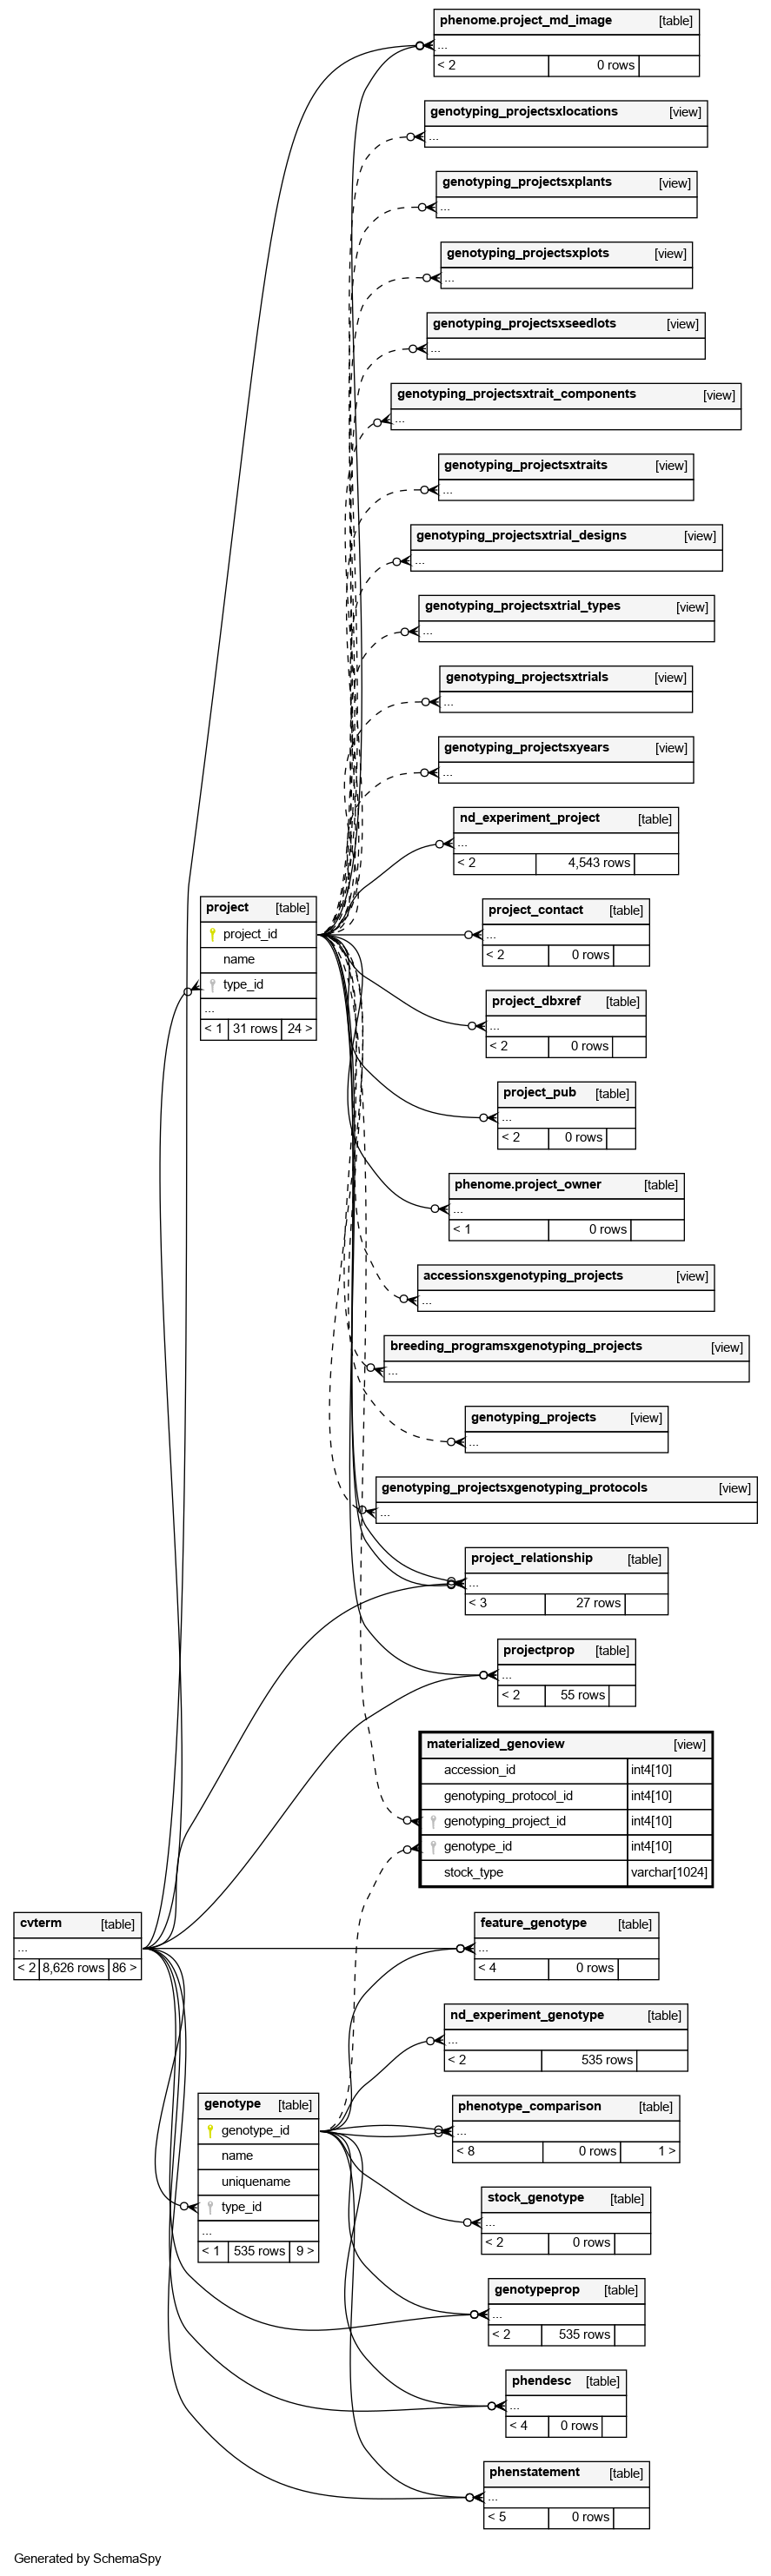 phenome.project_md_image [table]
...
< 2 0 rows
genotyping_projectsxlocations [view]
...
genotyping_projectsxplants [view]
...
genotyping_projectsxplots [view]
...
genotyping_projectsxseedlots [view]
...
genotyping_projectsxtrait_components [view]
...
genotyping_projectsxtraits [view]
...
genotyping_projectsxtrial_designs [view]
...
genotyping_projectsxtrial_types [view]
...
genotyping_projectsxtrials [view]
...
genotyping_projectsxyears [view]
...
nd_experiment_project [table]
...
< 2 4,543 rows
project [table]
project_id
name
type_id
...
< 1 31 rows 24 >
project_contact [table]
...
< 2 0 rows
project_dbxref [table]
...
< 2 0 rows
project_pub [table]
...
< 2 0 rows
phenome.project_owner [table]
...
< 1 0 rows
accessionsxgenotyping_projects [view]
...
breeding_programsxgenotyping_projects [view]
...
genotyping_projects [view]
...
genotyping_projectsxgenotyping_protocols [view]
...
project_relationship [table]
...
< 3 27 rows
projectprop [table]
...
< 2 55 rows
materialized_genoview [view]
accession_id int4[10]
genotyping_protocol_id int4[10]
genotyping_project_id int4[10]
genotype_id int4[10]
stock_type varchar[1024]
cvterm [table]
...
< 2 8,626 rows 86 >
feature_genotype [table]
...
< 4 0 rows
nd_experiment_genotype [table]
...
< 2 535 rows
genotype [table]
genotype_id
name
uniquename
type_id
...
< 1 535 rows 9 >
phenotype_comparison [table]
...
< 8 0 rows 1 >
stock_genotype [table]
...
< 2 0 rows
genotypeprop [table]
...
< 2 535 rows
phendesc [table]
...
< 4 0 rows
phenstatement [table]
...
< 5 0 rows
Generated by SchemaSpy